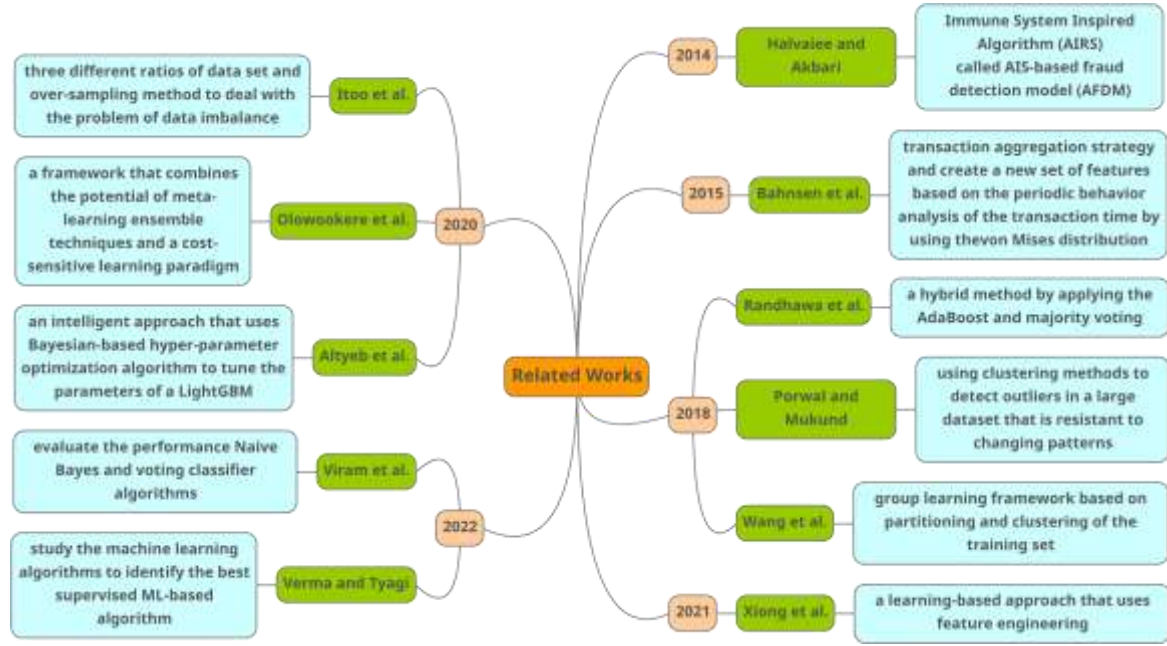 Related Works
2014
Halvaiee and
Akbari
Immune System Inspired
Algorithm (AIRS)
called AIS-based fraud
detection model (AFDM)
2015
Bahnsen et al.
transaction aggregation strategy
and create a new set of features
based on the periodic behavior
analysis of the transaction time by
using thevon Mises distribution
2018
Randhawa et al.
a hybrid method by applying the
AdaBoost and majority voting
Porwal and
Mukund
using clustering methods to
detect outliers in a large
dataset that is resistant to
changing patterns
Wang et al.
group learning framework based on
partitioning and clustering of the
training set
2021
Xiong et al.
a learning-based approach that uses
feature engineering
2020
Itoo et al.
three different ratios of data set and
over-sampling method to deal with
the problem of data imbalance
Olowookere et al.
a framework that combines
the potential of meta-
learning ensemble
techniques and a cost-
sensitive learning paradigm
Altyeb et al.
an intelligent approach that uses
Bayesian-based hyper-parameter
optimization algorithm to tune the
parameters of a LightGBM
2022
Viram et al.
evaluate the performance Naive
Bayes and voting classifier
algorithms
Verma and Tyagi
study the machine learning
algorithms to identify the best
supervised ML-based
algorithm